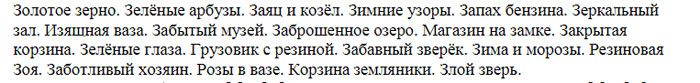 Золотое зерно. Зелёные арбузы. Заяц и козёл. Зимние узоры. Запах бензина. Зеркальный
зал. Изящная ваза. Забытый музей. Заброшенное озеро. Магазин на замке. Закрытая
корзина. Зелёные глаза. Грузовик с резиной. Забавный зверёк. Зима и морозы. Резиновая
Зоя. Заботливый хозяин. Розы в вазе. Корзина земляники. Злой зверь.